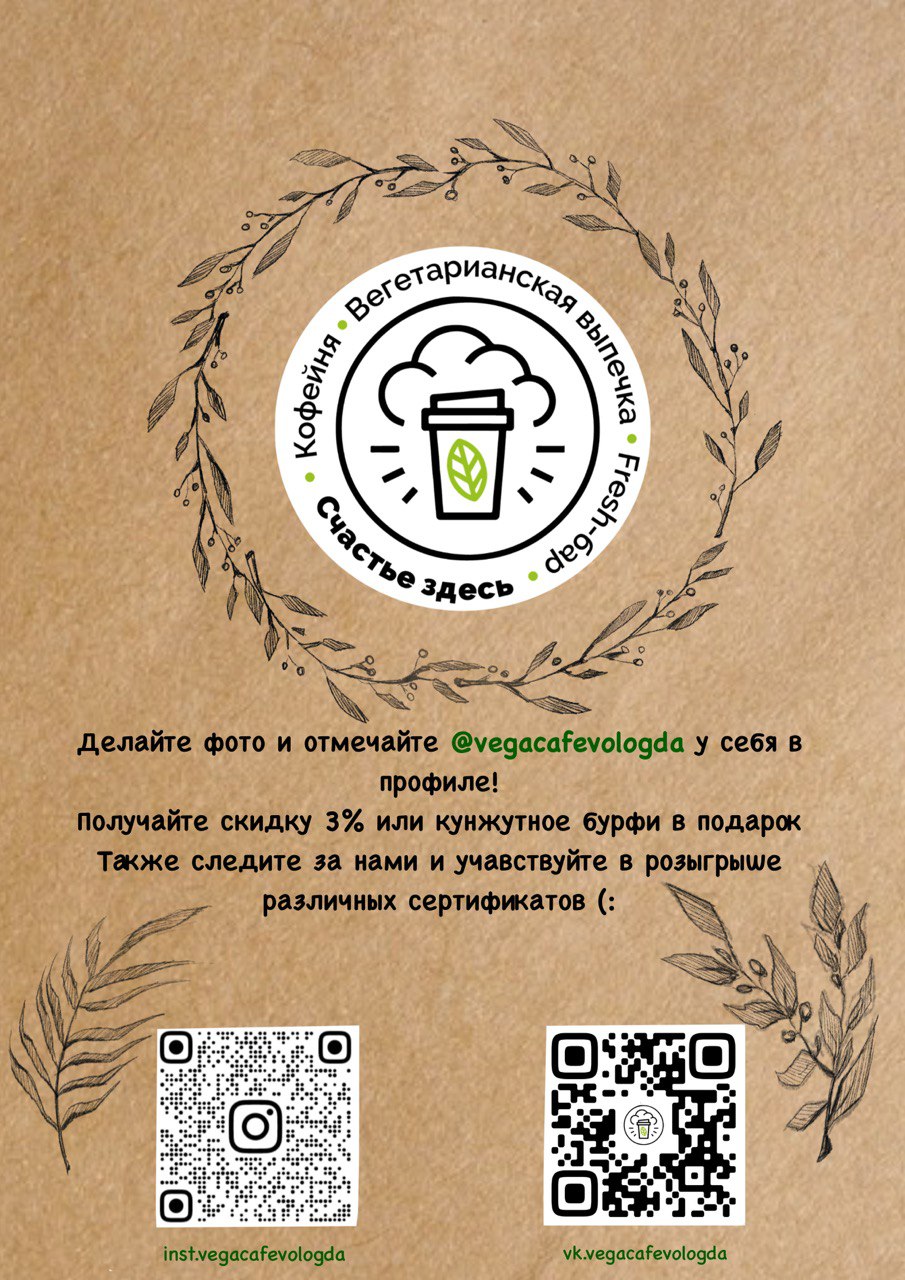 Кофейня • Вегетарианская выпечка • Fresh-бар •
Счастье здесь
Делайте фото и отмечайте @vegacafevologda у себя в
профиле!
Получайте скидку 3% или кунжутное бурфи в подарок
Также следите за нами и учавствуйте в розыгрыше
различных сертификатов (:
inst.vegacafevologda
vk.vegacafevologda